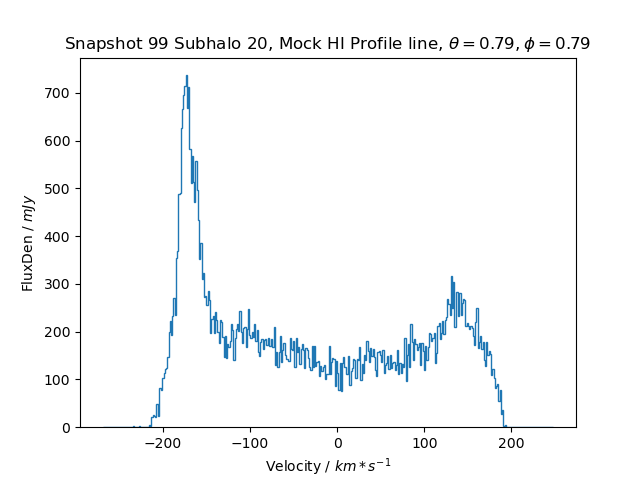 Snapshot 99 Subhalo 20, Mock HI Profile line, θ = 0.79, ϕ = 0.79
700
600
500
400
300
200
100
0
FluxDen / mJy
−200 −100 0 100 200
Velocity / km * s⁻¹